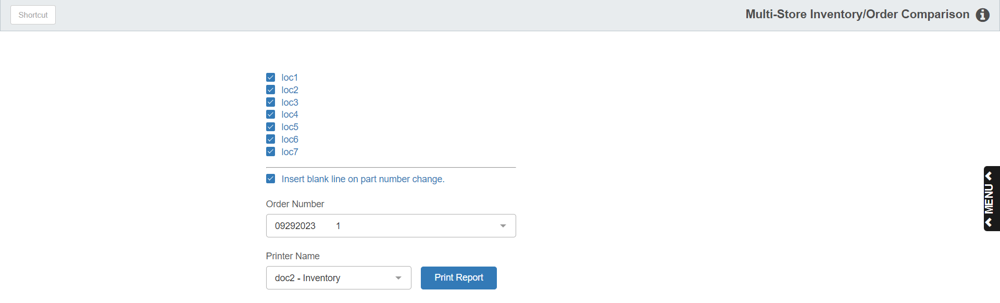 Shortcut
Multi-Store Inventory/Order Comparison
loc1
loc2
loc3
loc4
loc5
loc6
loc7
Insert blank line on part number change.
MENU
Order Number
09292023 1
Printer Name
doc2 - Inventory
Print Report